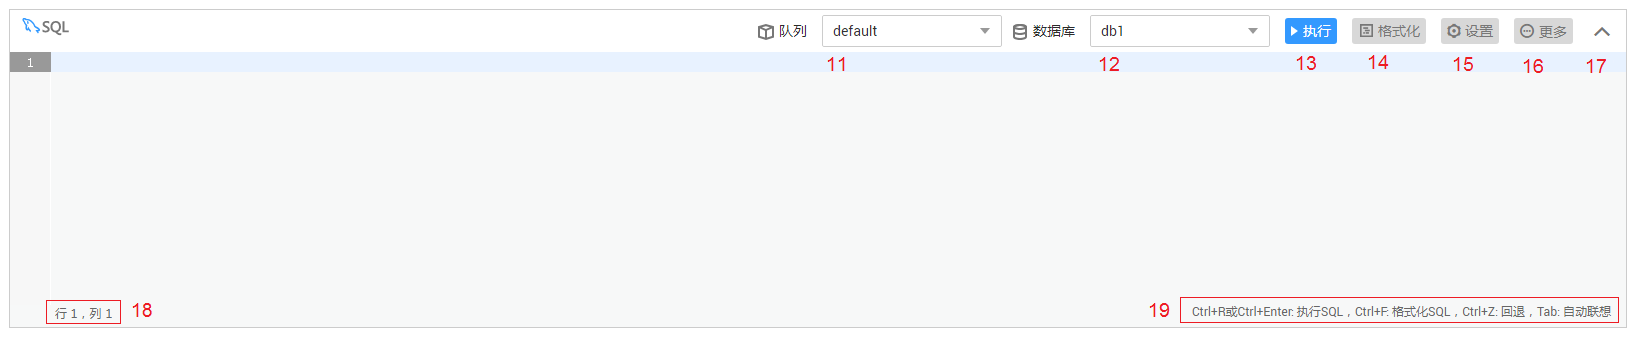 SQL 队列 default 数据库 db1 执行 格式化 设置 更多
1 11 12 13 14 15 16 17
行 1，列 1 18 19 Ctrl+R或Ctrl+Enter: 执行SQL，Ctrl+F: 格式化SQL，Ctrl+Z: 回退，Tab: 自动联想